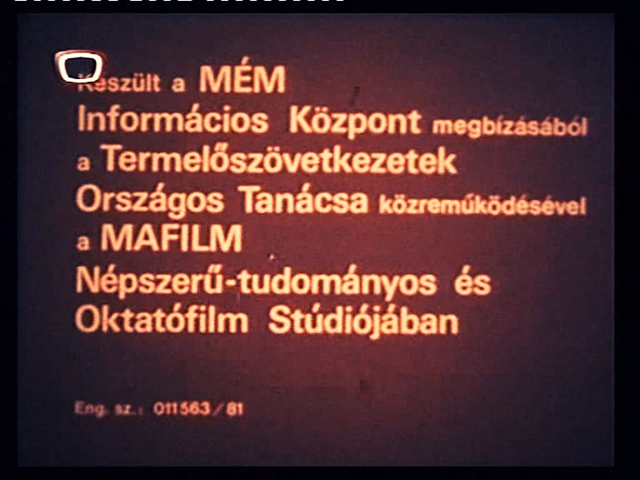 Készült a MÉM
Információs Központ megbízásából
a Termelőszövetkezetek
Országos Tanácsa közreműködésével
a MAFILM
Népszerű-tudományos és
Oktatófilm Stúdiójában
Eng. sz.: 011563/81